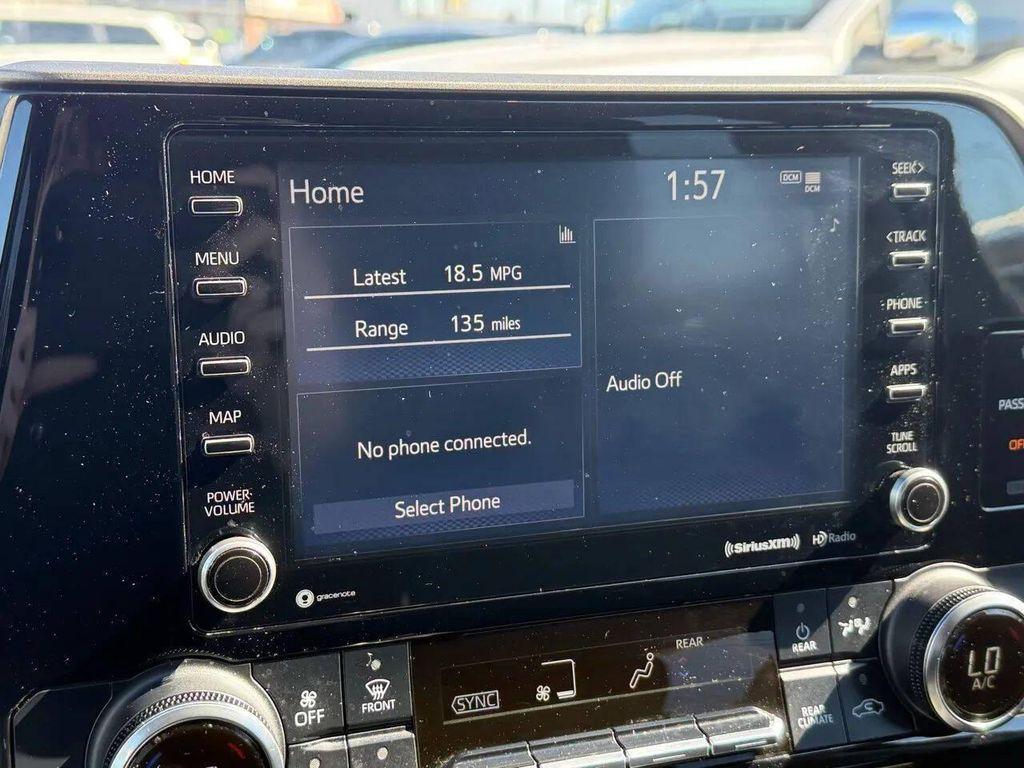 HOME
MENU
AUDIO
MAP
POWER·
VOLUME
Home
1:57
DCM
DCM
Latest 18.5 MPG
Range 135 miles
No phone connected.
Select Phone
Audio Off
SEEK>
<TRACK
PHONE
APPS
TUNE
SCROLL
gracenote
((SiriusXM))
HD Radio
OFF
FRONT
SYNC
REAR
REAR
REAR
CLIMATE
LO
A/C